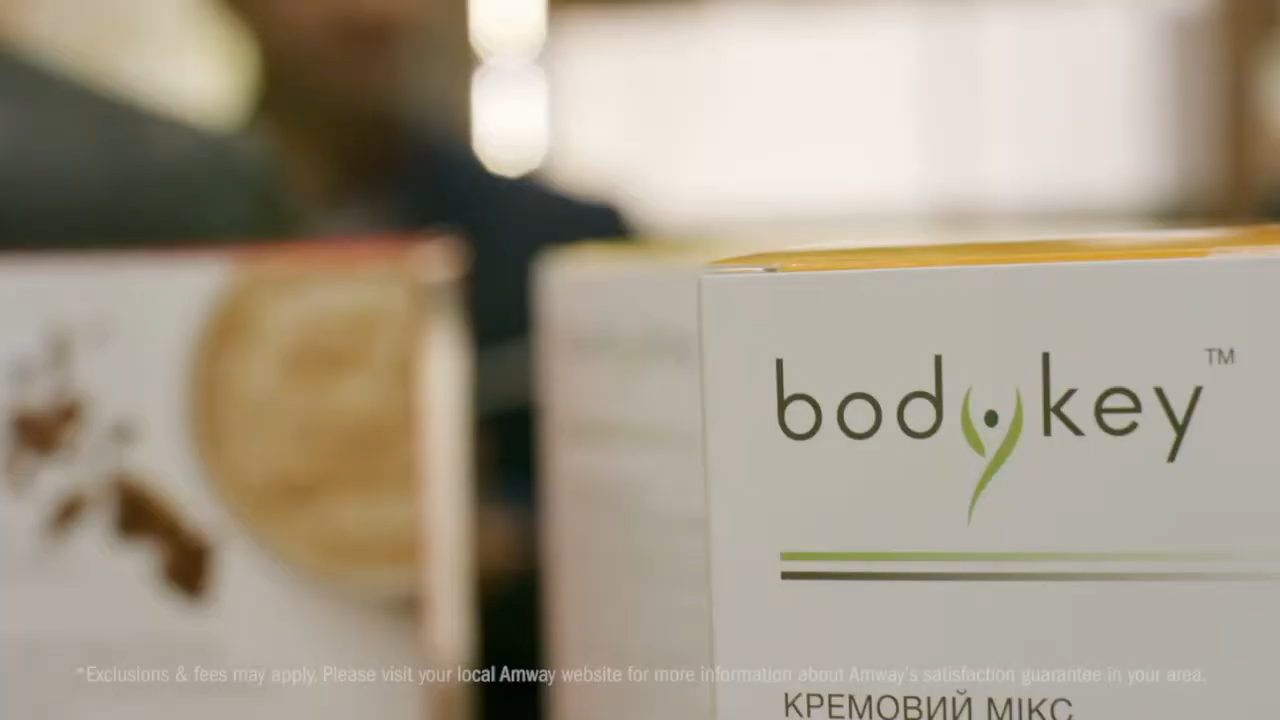 bodykey™
*Exclusions & fees may apply. Please visit your local Amway website for more information about Amway's satisfaction guarantee in your area.
КРЕМОВИЙ МІКС